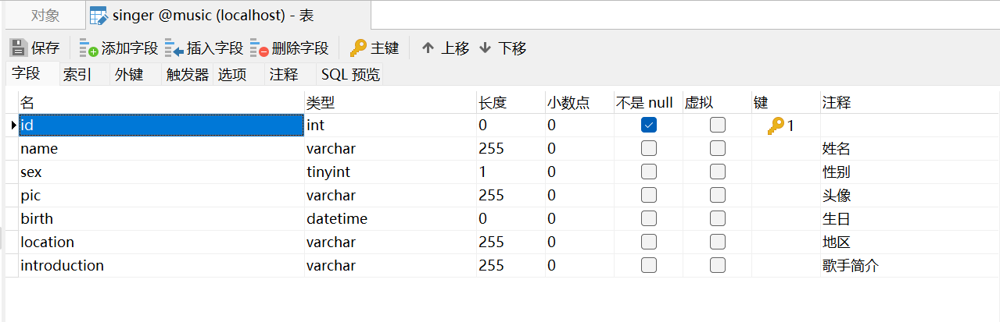 对象 singer @music (localhost) - 表
保存 添加字段 插入字段 删除字段 主键 上移 下移
字段 索引 外键 触发器 选项 注释 SQL 预览
名 类型 长度 小数点 不是 null 虚拟 键 注释
id int 0 0 1
name varchar 255 0 姓名
sex tinyint 1 0 性别
pic varchar 255 0 头像
birth datetime 0 0 生日
location varchar 255 0 地区
introduction varchar 255 0 歌手简介